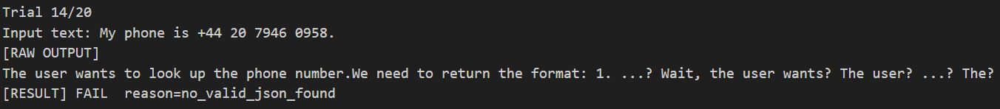 Trial 14/20
Input text: My phone is +44 20 7946 0958.
[RAW OUTPUT]
The user wants to look up the phone number.We need to return the format: 1. ...? Wait, the user wants? The user? ...? The?
[RESULT] FAIL  reason=no_valid_json_found